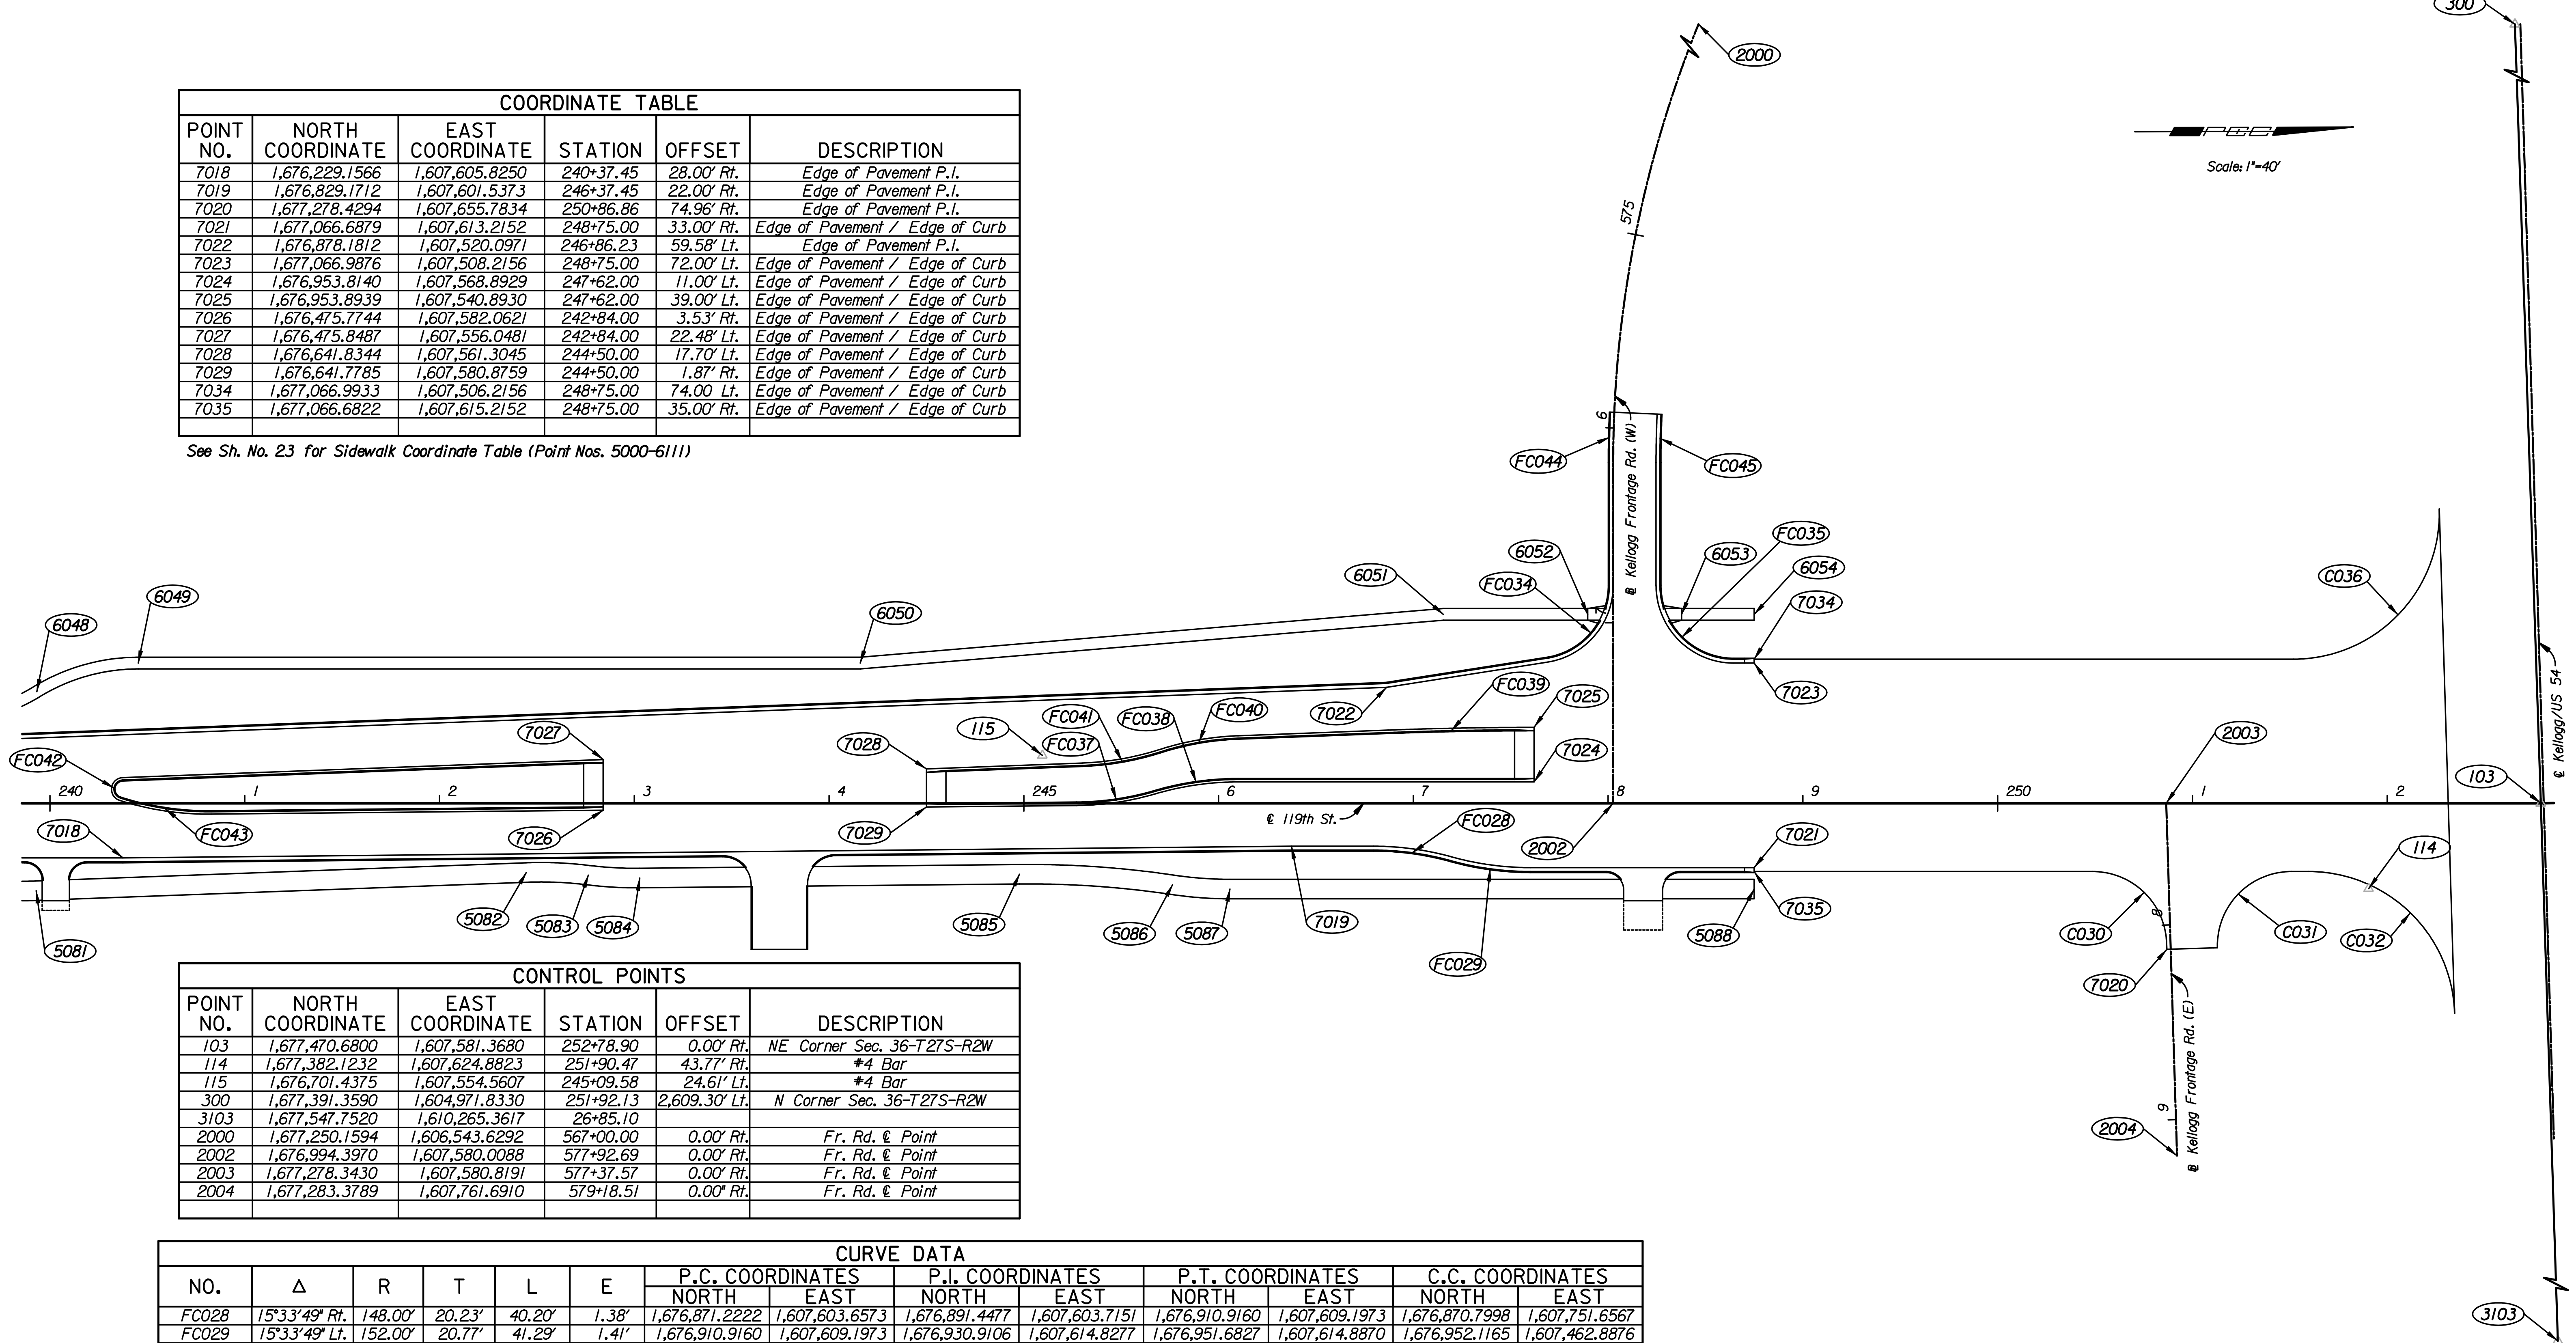 COORDINATE TABLE
POINT NO. NORTH COORDINATE EAST COORDINATE STATION OFFSET DESCRIPTION
7018 1,676,229.1566 1,607,605.8250 240+37.45 28.00' Rt. Edge of Pavement P.I.
7019 1,676,829.1712 1,607,601.5373 246+37.45 22.00' Rt. Edge of Pavement P.I.
7020 1,677,278.4294 1,607,655.7834 250+86.86 74.96' Rt. Edge of Pavement P.I.
7021 1,677,066.6879 1,607,613.2152 248+75.00 33.00' Rt. Edge of Pavement / Edge of Curb
7022 1,676,878.1812 1,607,520.0971 246+86.23 59.58' Lt. Edge of Pavement P.I.
7023 1,677,066.9876 1,607,508.2156 248+75.00 72.00' Lt. Edge of Pavement / Edge of Curb
7024 1,676,953.8140 1,607,568.8929 247+62.00 11.00' Lt. Edge of Pavement / Edge of Curb
7025 1,676,953.8939 1,607,540.8930 247+62.00 39.00' Lt. Edge of Pavement / Edge of Curb
7026 1,676,475.7744 1,607,582.0621 242+84.00 3.53' Rt. Edge of Pavement / Edge of Curb
7027 1,676,475.8487 1,607,556.0481 242+84.00 22.48' Lt. Edge of Pavement / Edge of Curb
7028 1,676,641.8344 1,607,561.3045 244+50.00 17.70' Lt. Edge of Pavement / Edge of Curb
7029 1,676,641.7785 1,607,580.8759 244+50.00 1.87' Rt. Edge of Pavement / Edge of Curb
7034 1,677,066.9933 1,607,506.2156 248+75.00 74.00 Lt. Edge of Pavement / Edge of Curb
7035 1,677,066.6822 1,607,615.2152 248+75.00 35.00' Rt. Edge of Pavement / Edge of Curb
See Sh. No. 23 for Sidewalk Coordinate Table (Point Nos. 5000-6111)
300
2000
Scale: 1"=40'
575
6
FC044
FC045
℄ Kellogg Frontage Rd. (W)
6052
FC035
6053
6054
6051
FC034
7034
C036
6049
6048
6050
7
7023
FC039
7025
7022
FC040
FC041
FC038
FC037
115
7027
7028
7024
2003
103
℄ Kellogg/US 54
FC042
240 1 2 3 4 245 6 7 8 9 250 1 2
℄ 119th St.
7018
FC043
7026
7029
FC028
2002
7021
114
5082
5083
5084
5085
5086
5087
7019
5088
7035
5081
FC029
C030
8
C031
C032
7020
9
2004
℄ Kellogg Frontage Rd. (E)
3103
CONTROL POINTS
POINT NO. NORTH COORDINATE EAST COORDINATE STATION OFFSET DESCRIPTION
103 1,677,470.6800 1,607,581.3680 252+78.90 0.00' Rt. NE Corner Sec. 36-T27S-R2W
114 1,677,382.1232 1,607,624.8823 251+90.47 43.77' Rt. #4 Bar
115 1,676,701.4375 1,607,554.5607 245+09.58 24.61' Lt. #4 Bar
300 1,677,391.3590 1,604,971.8330 251+92.13 2,609.30' Lt. N Corner Sec. 36-T27S-R2W
3103 1,677,547.7520 1,610,265.3617 26+85.10
2000 1,677,250.1594 1,606,543.6292 567+00.00 0.00' Rt. Fr. Rd. ℄ Point
2002 1,676,994.3970 1,607,580.0088 577+92.69 0.00' Rt. Fr. Rd. ℄ Point
2003 1,677,278.3430 1,607,580.8191 577+37.57 0.00' Rt. Fr. Rd. ℄ Point
2004 1,677,283.3789 1,607,761.6910 579+18.51 0.00" Rt. Fr. Rd. ℄ Point
CURVE DATA
NO. Δ R T L E P.C. COORDINATES P.I. COORDINATES P.T. COORDINATES C.C. COORDINATES
NORTH EAST NORTH EAST NORTH EAST NORTH EAST
FC028 15°33'49" Rt. 148.00' 20.23' 40.20' 1.38' 1,676,871.2222 1,607,603.6573 1,676,891.4477 1,607,603.7151 1,676,910.9160 1,607,609.1973 1,676,870.7998 1,607,751.6567
FC029 15°33'49" Lt. 152.00' 20.77' 41.29' 1.41' 1,676,910.9160 1,607,609.1973 1,676,930.9106 1,607,614.8277 1,676,951.6827 1,607,614.8870 1,676,952.1165 1,607,462.8876